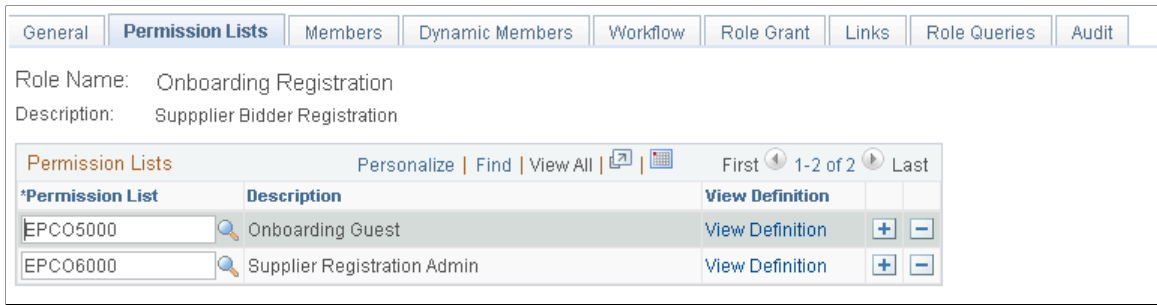 General Permission Lists Members Dynamic Members Workflow Role Grant Links Role Queries Audit
Role Name: Onboarding Registration
Description: Suppplier Bidder Registration
Permission Lists Personalize | Find | View All | | First 1-2 of 2 Last
*Permission List Description View Definition
EPCO5000 Onboarding Guest View Definition + −
EPCO6000 Supplier Registration Admin View Definition + −